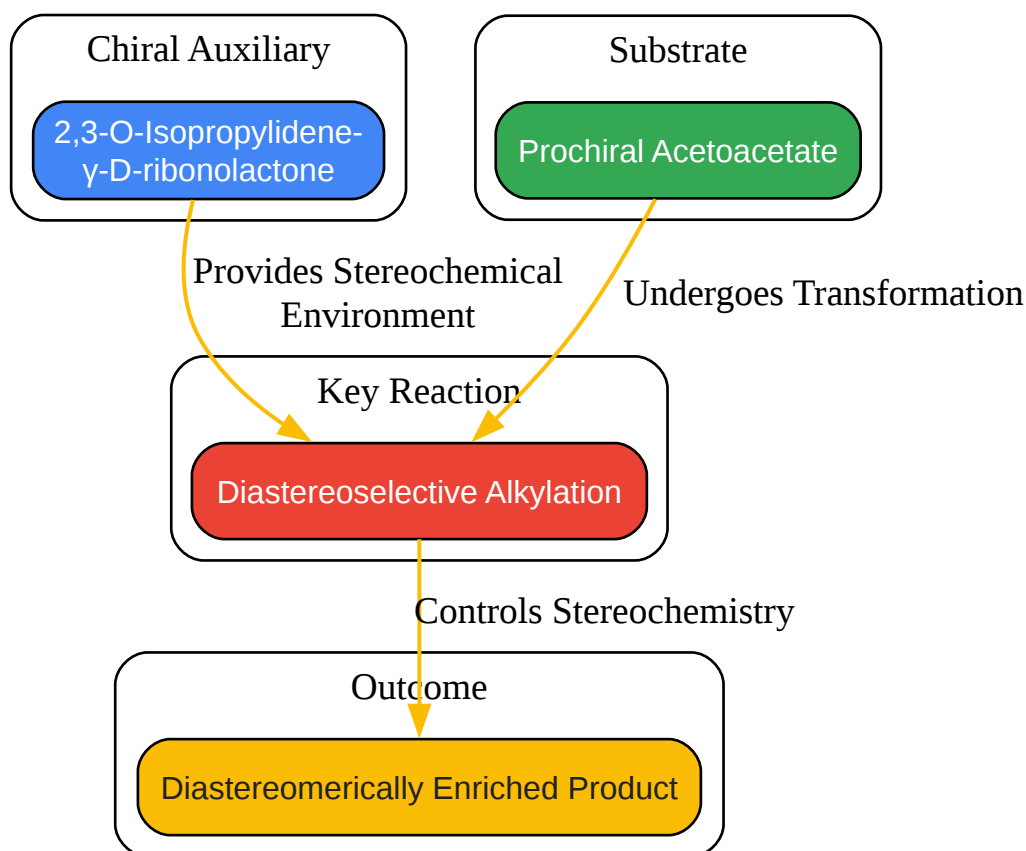 Chiral Auxiliary
2,3-O-Isopropylidene-
γ-D-ribonolactone
Substrate
Prochiral Acetoacetate
Provides Stereochemical
Environment
Undergoes Transformation
Key Reaction
Diastereoselective Alkylation
Controls Stereochemistry
Outcome
Diastereomerically Enriched Product